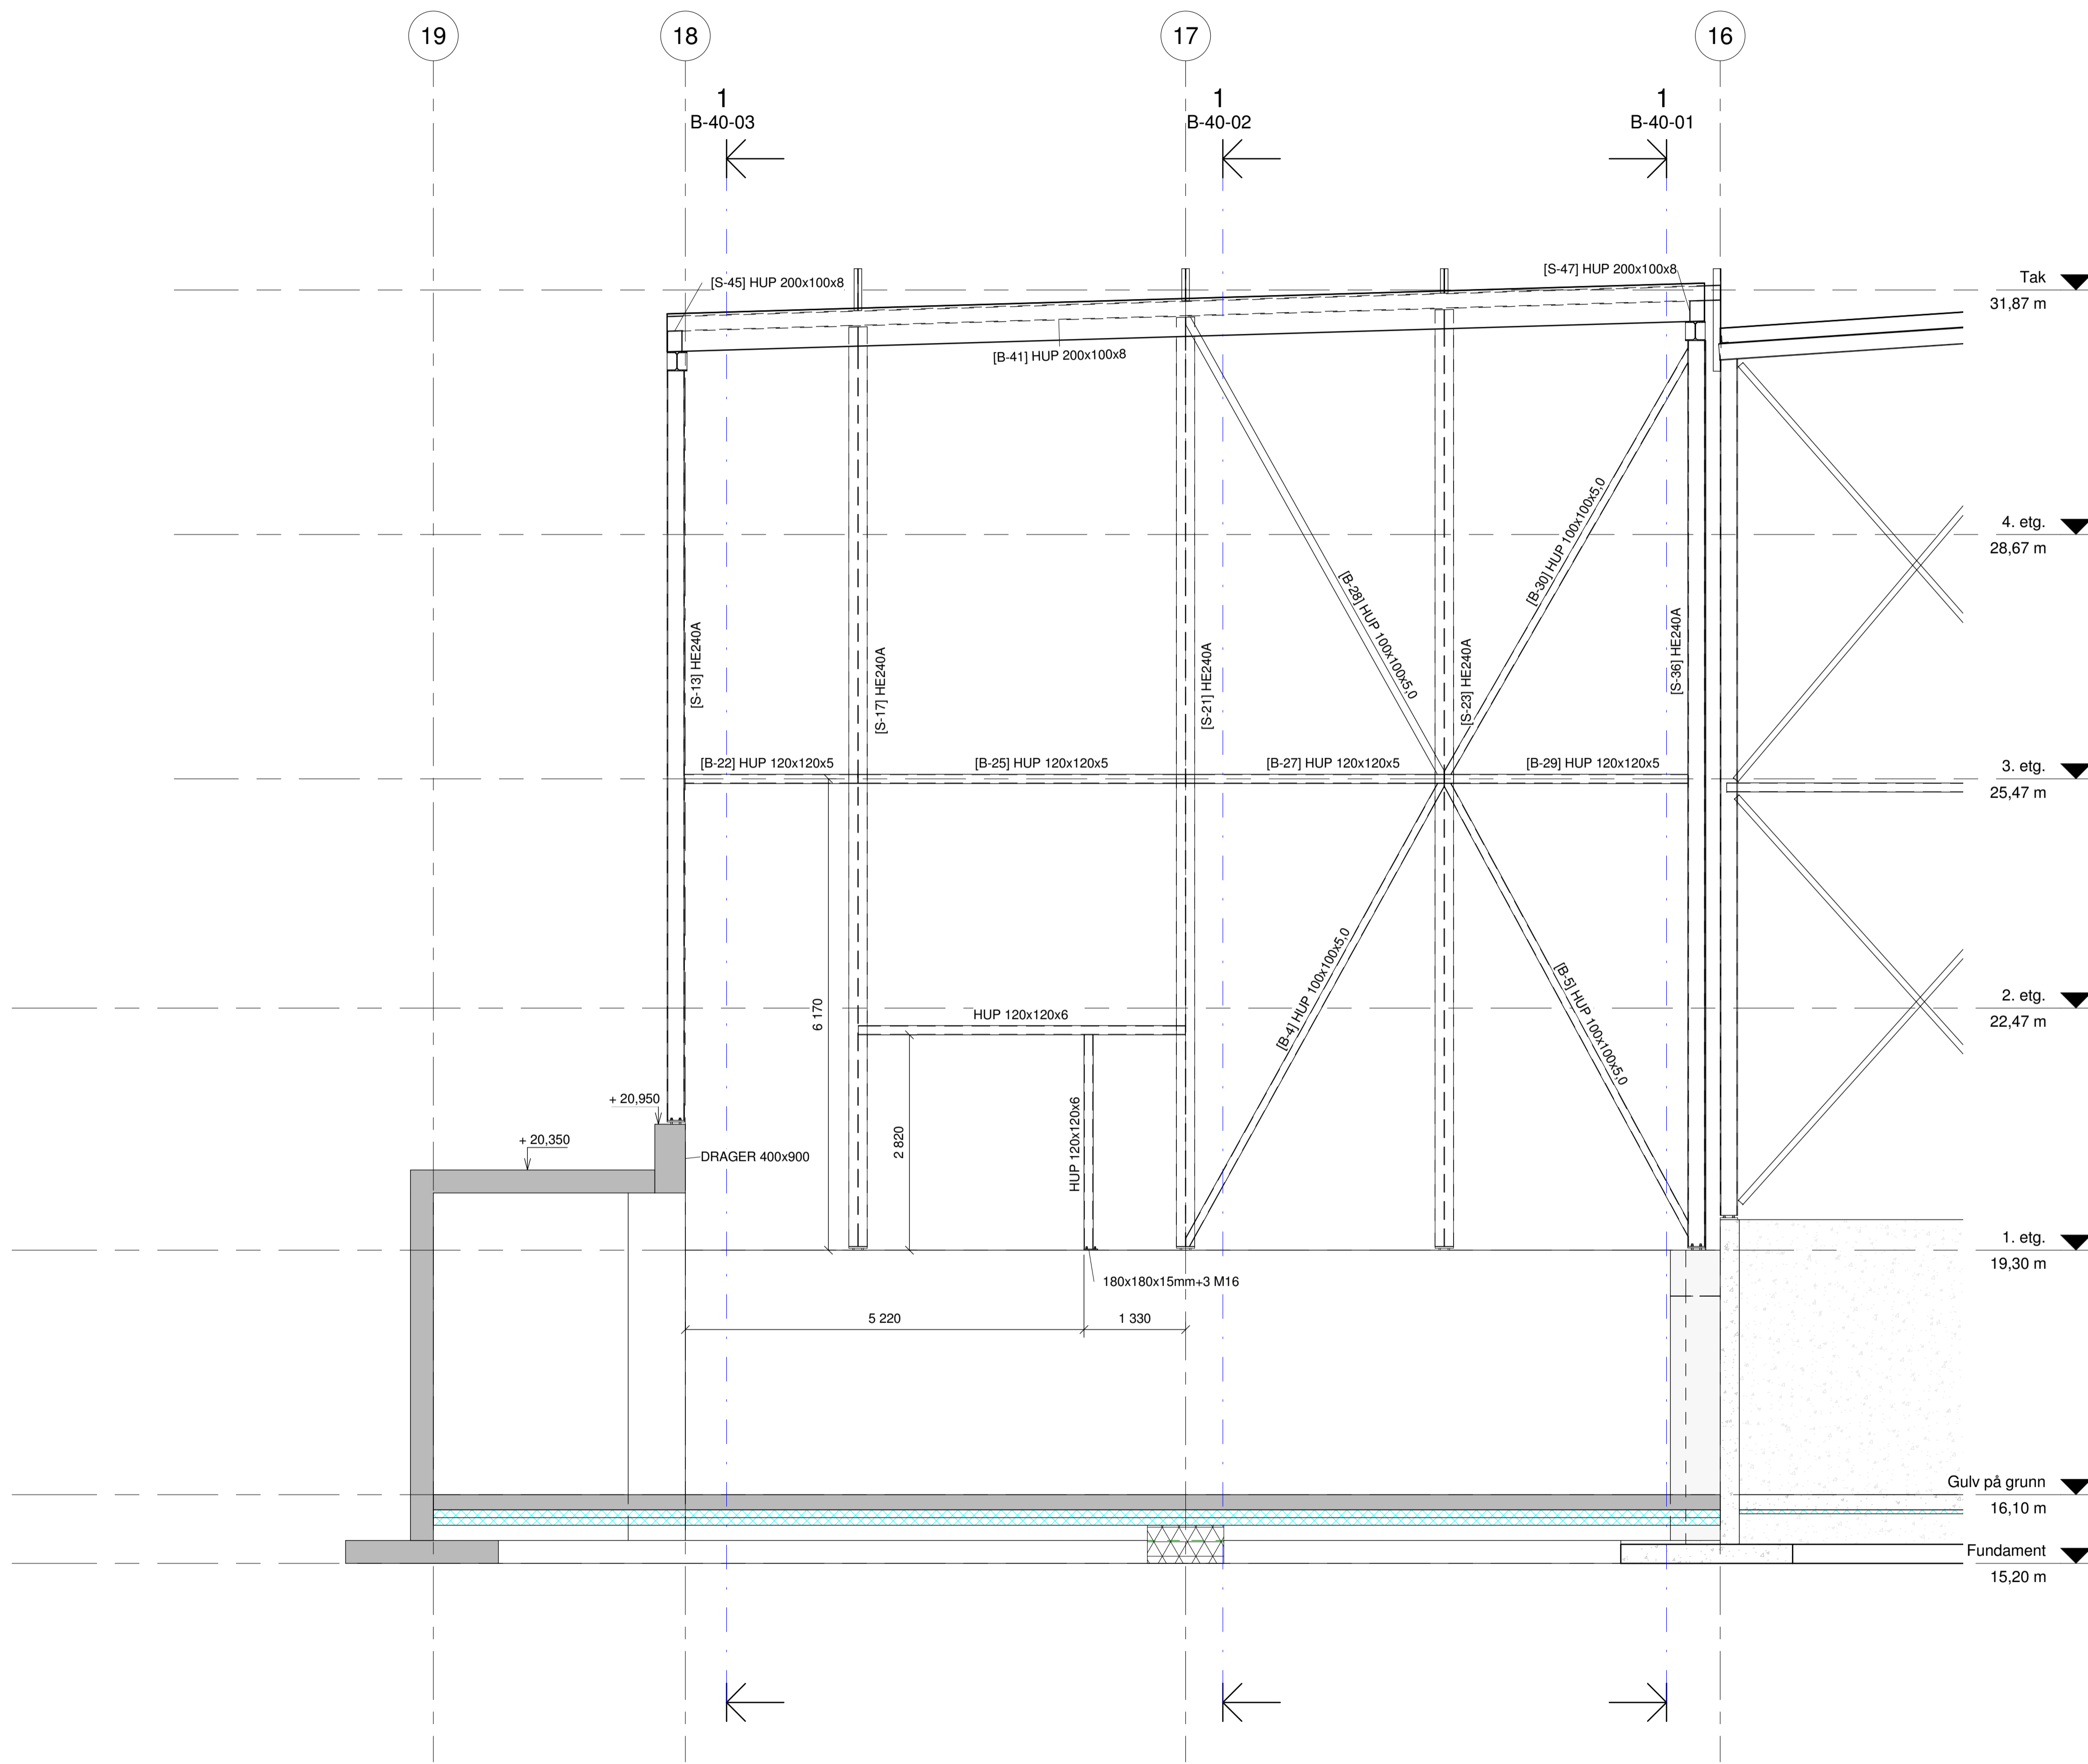 19
18
17
16
1
B-40-03
1
B-40-02
1
B-40-01
[S-45] HUP 200x100x8
[S-47] HUP 200x100x8
Tak
31,87 m
[B-41] HUP 200x100x8
4. etg.
28,67 m
[B-28] HUP 100x100x5,0
[B-30] HUP 100x100x5,0
[S-13] HE240A
[S-17] HE240A
[S-21] HE240A
[S-23] HE240A
[S-36] HE240A
[B-22] HUP 120x120x5
[B-25] HUP 120x120x5
[B-27] HUP 120x120x5
[B-29] HUP 120x120x5
3. etg.
25,47 m
6 170
HUP 120x120x6
[B-4] HUP 100x100x5,0
[B-5] HUP 100x100x5,0
2. etg.
22,47 m
+ 20,950
+ 20,350
DRAGER 400x900
2 820
HUP 120x120x6
1. etg.
19,30 m
180x180x15mm+3 M16
5 220
1 330
Gulv på grunn
16,10 m
Fundament
15,20 m